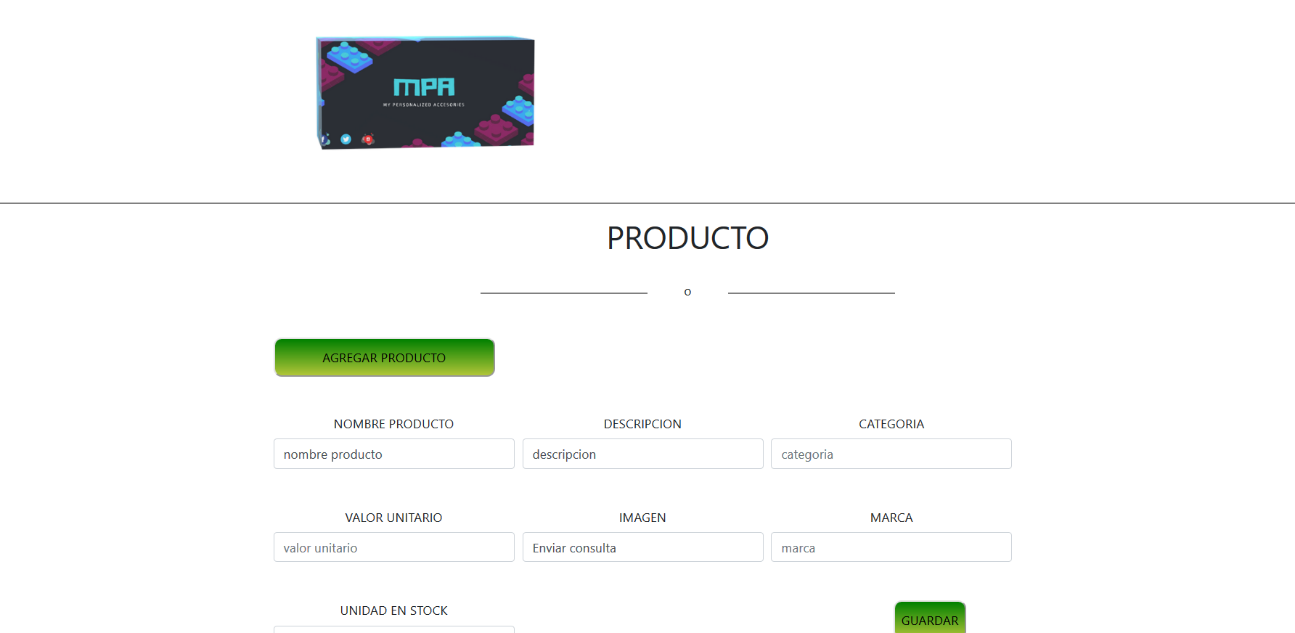 MPA
MY PERSONALIZED ACCESORIES
PRODUCTO
o
AGREGAR PRODUCTO
NOMBRE PRODUCTO DESCRIPCION CATEGORIA
nombre producto descripcion categoria
VALOR UNITARIO IMAGEN MARCA
valor unitario Enviar consulta marca
UNIDAD EN STOCK
GUARDAR